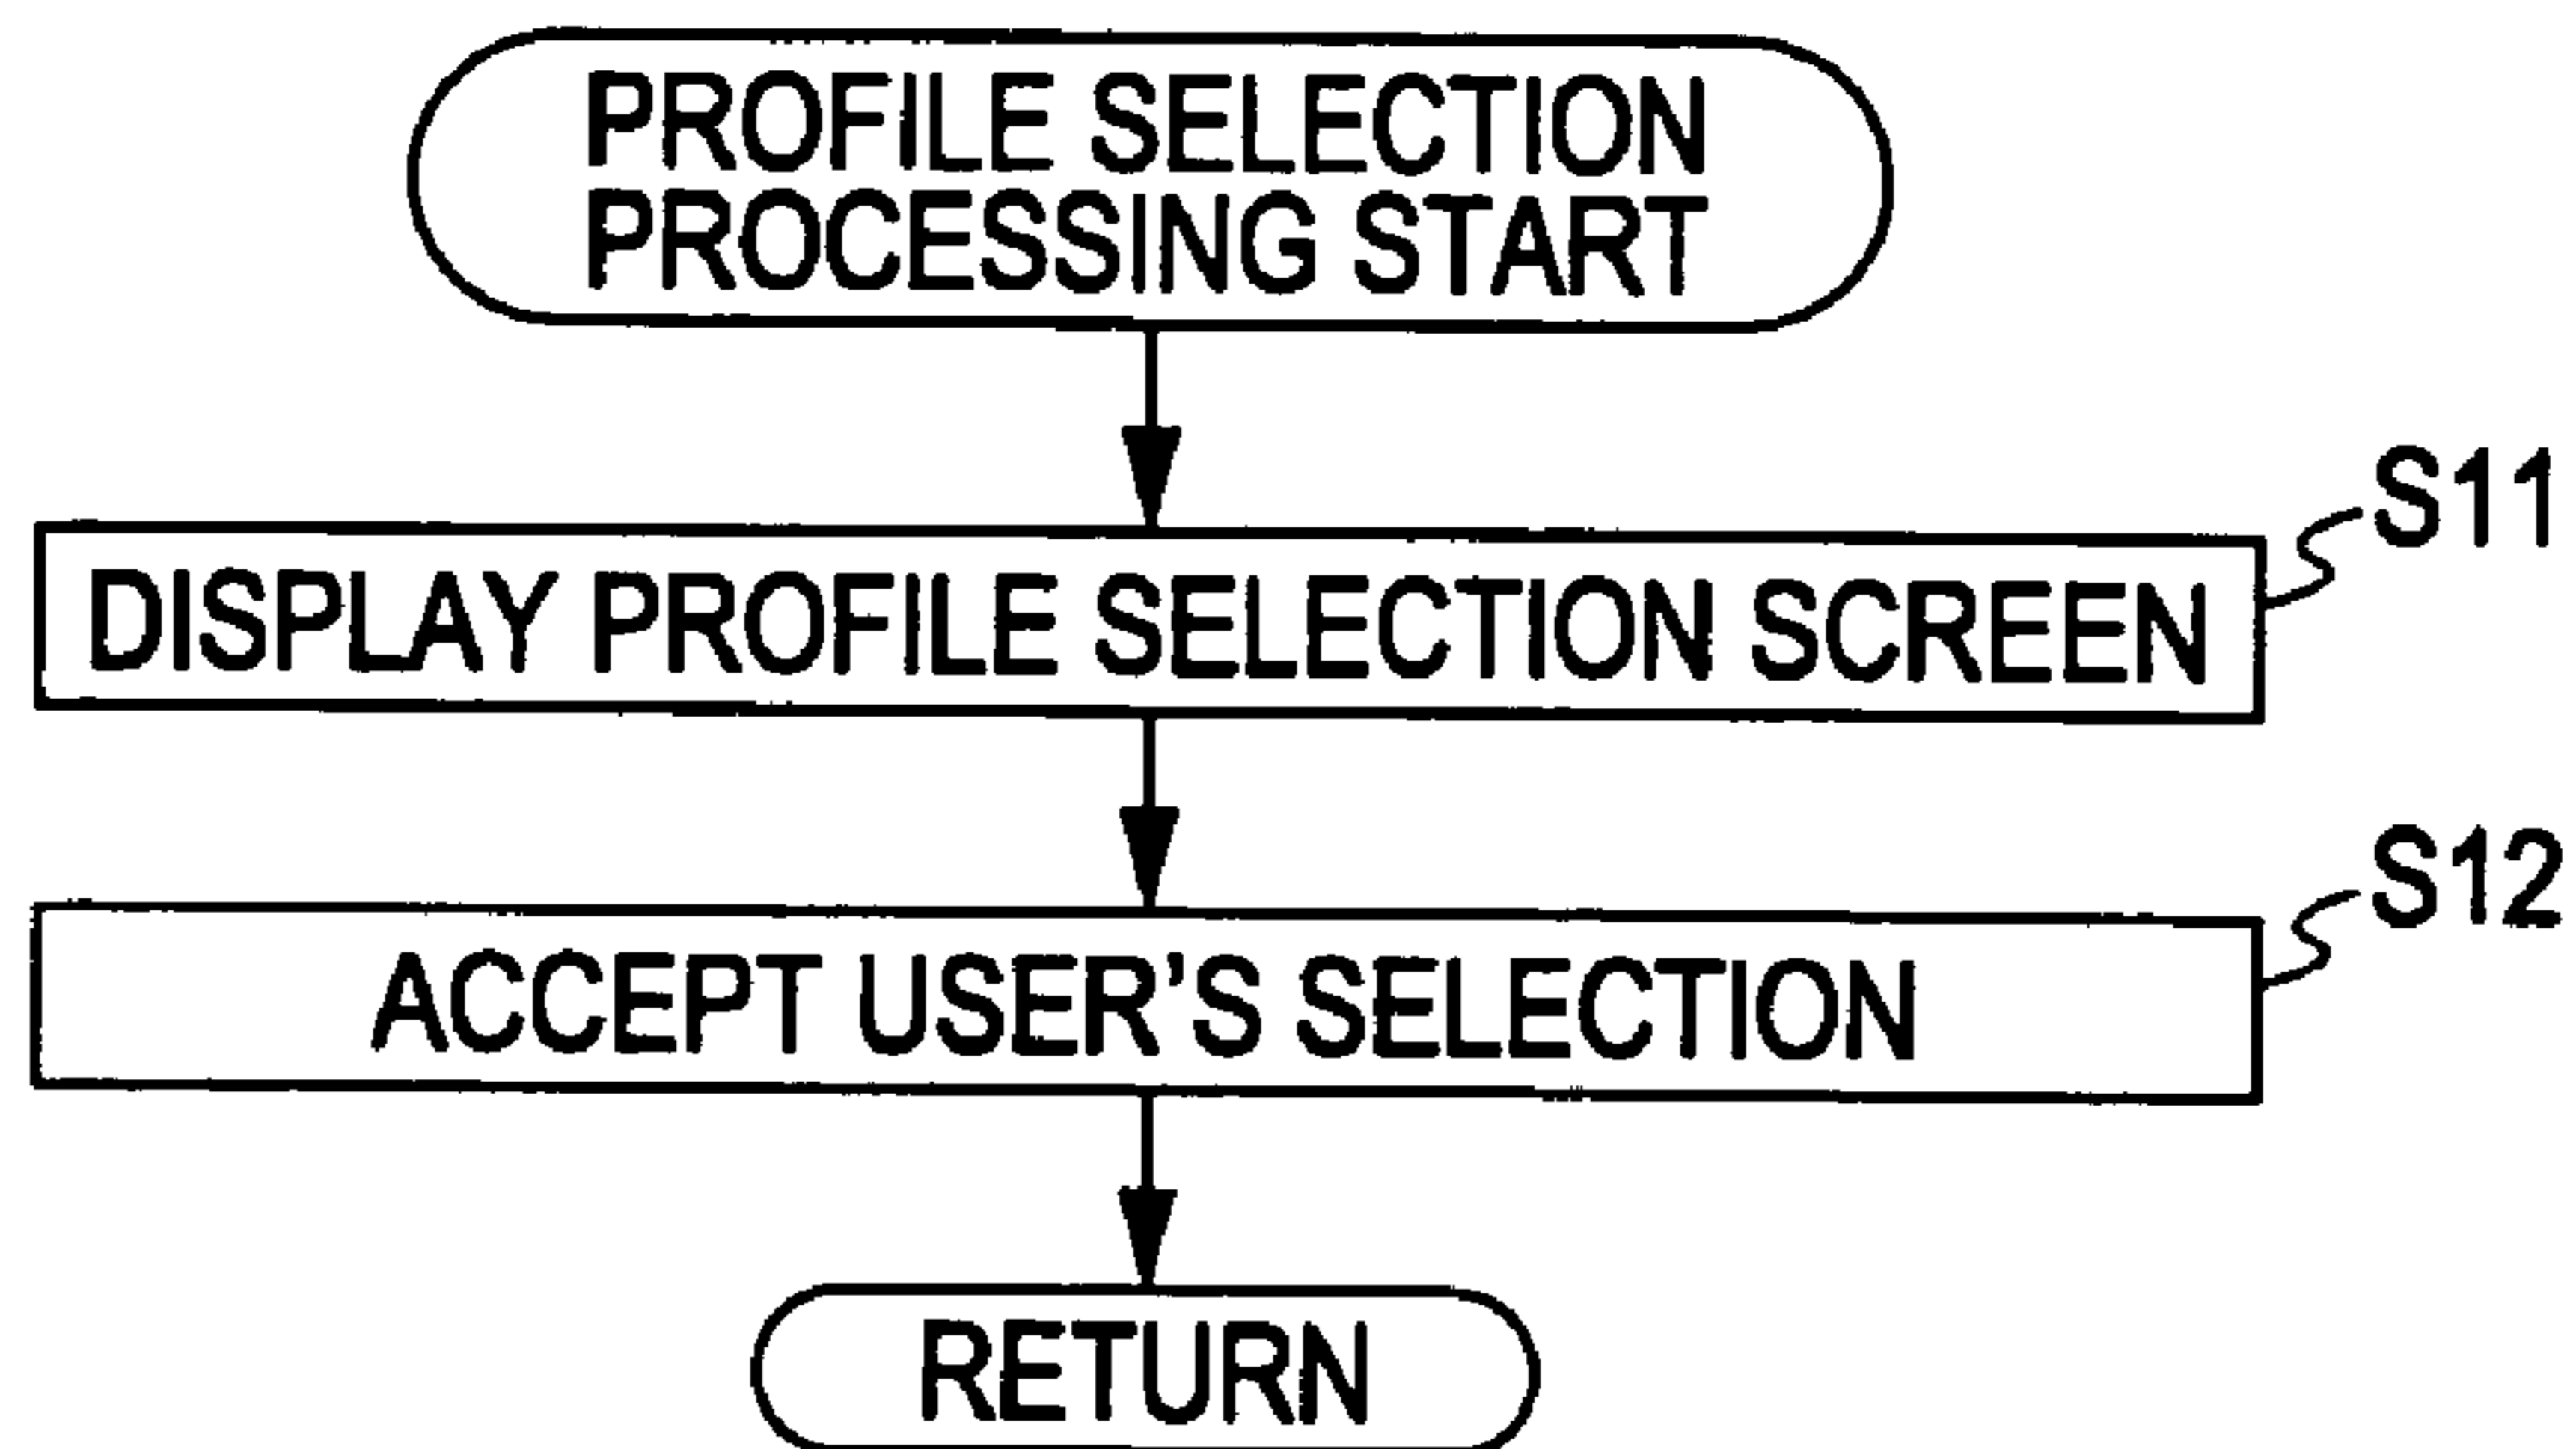 PROFILE SELECTION
PROCESSING START
S11
DISPLAY PROFILE SELECTION SCREEN
S12
ACCEPT USER'S SELECTION
RETURN